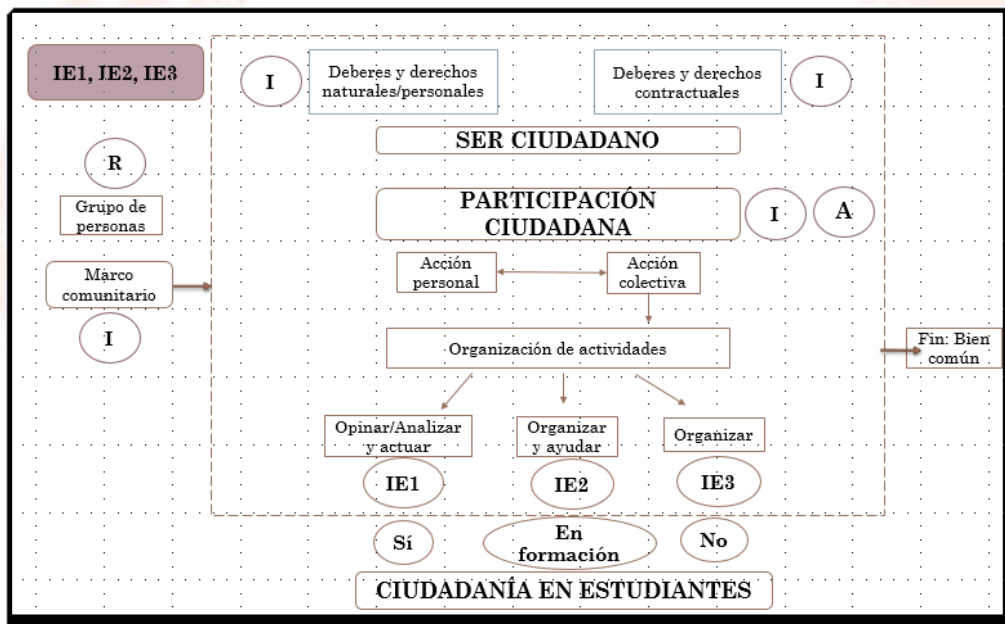 IE1, IE2, IE3
I
Deberes y derechos
naturales/personales
Deberes y derechos
contractuales
I
SER CIUDADANO
R
Grupo de
personas
PARTICIPACIÓN
CIUDADANA
I
A
Marco
comunitario
I
Acción
personal
Acción
colectiva
Organización de actividades
Fin: Bien
común
Opinar/Analizar
y actuar
Organizar
y ayudar
Organizar
IE1
IE2
IE3
Sí
En
formación
No
CIUDADANÍA EN ESTUDIANTES